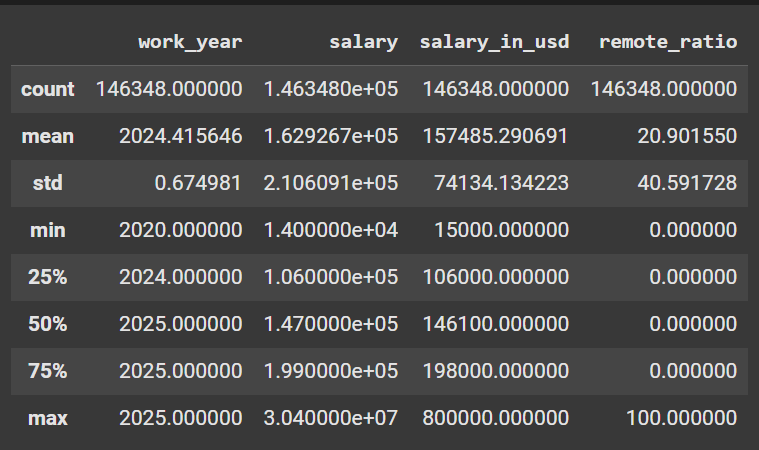 work_year salary salary_in_usd remote_ratio
count 146348.000000 1.463480e+05 146348.000000 146348.000000
mean 2024.415646 1.629267e+05 157485.290691 20.901550
std 0.674981 2.106091e+05 74134.134223 40.591728
min 2020.000000 1.400000e+04 15000.000000 0.000000
25% 2024.000000 1.060000e+05 106000.000000 0.000000
50% 2025.000000 1.470000e+05 146100.000000 0.000000
75% 2025.000000 1.990000e+05 198000.000000 0.000000
max 2025.000000 3.040000e+07 800000.000000 100.000000